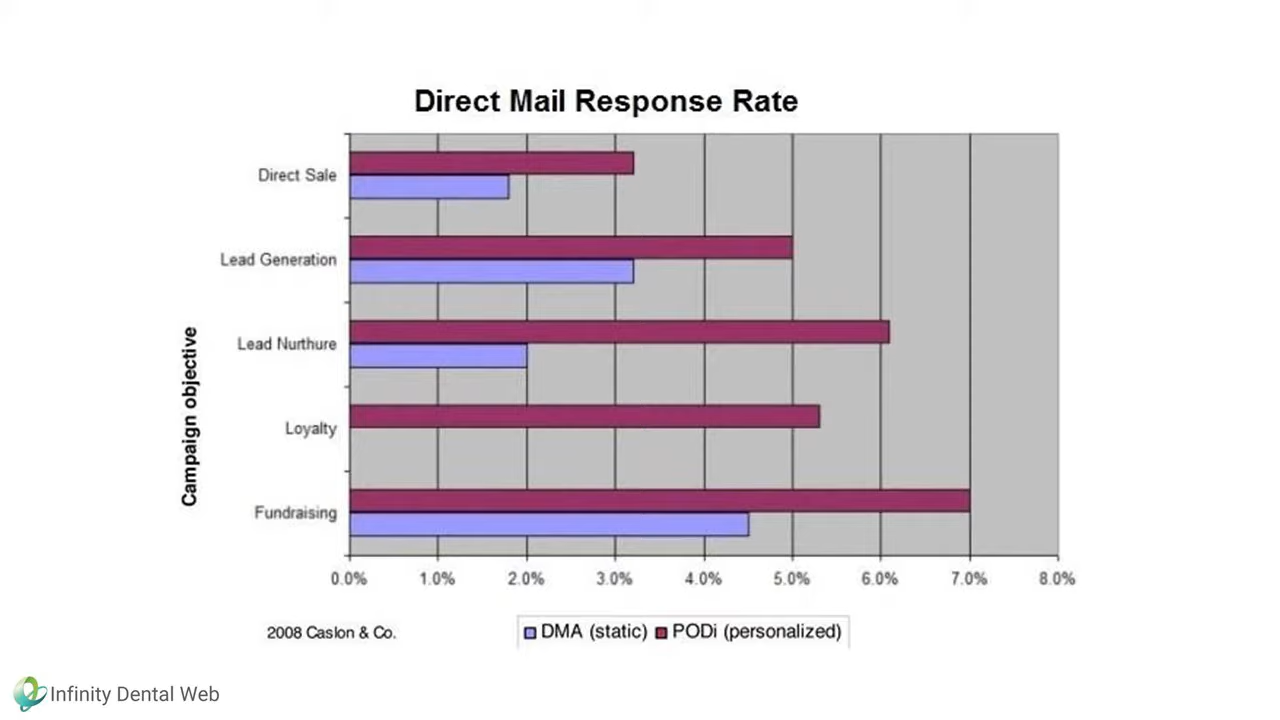 Direct Mail Response Rate
Direct Sale
Lead Generation
Lead Nurthure
Loyalty
Fundraising
Campaign objective
0.0% 1.0% 2.0% 3.0% 4.0% 5.0% 6.0% 7.0% 8.0%
2008 Caslon & Co.
DMA (static) PODi (personalized)
Infinity Dental Web